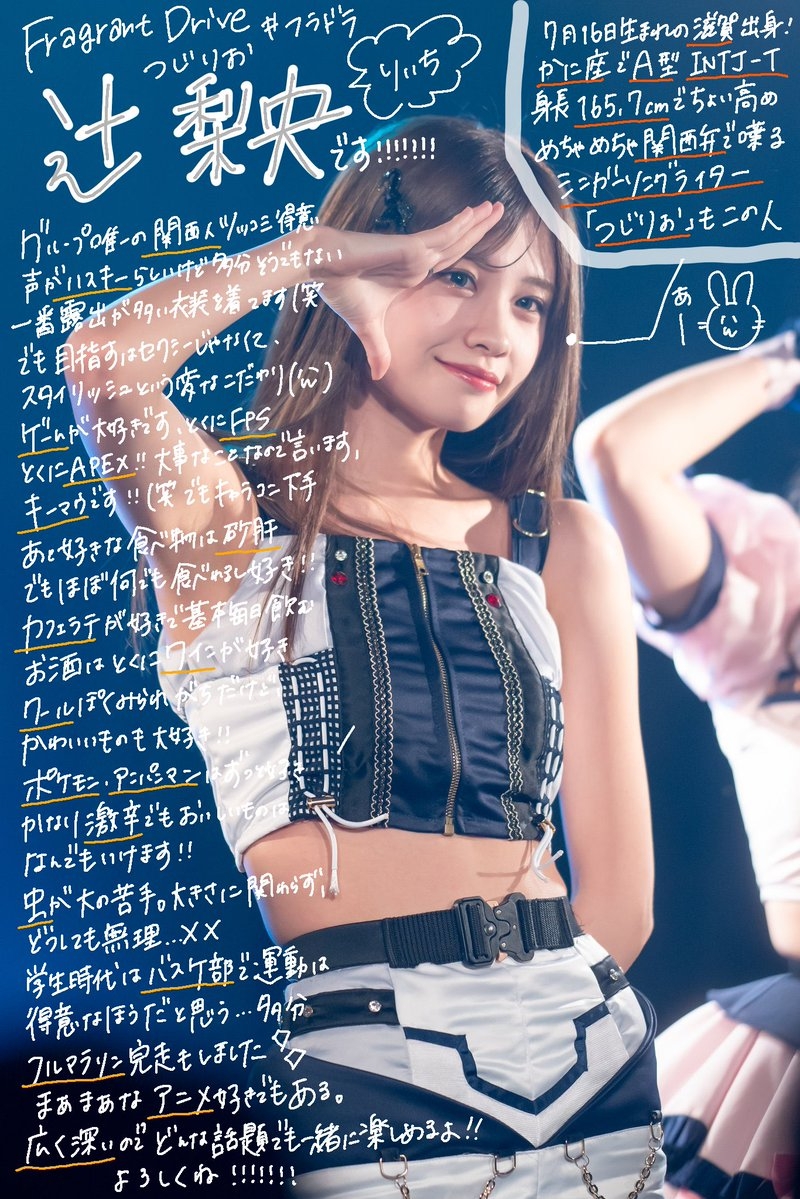 Fragrant Drive #フラドラ
つじりお
辻 梨央です!!!!!!!
りいち
7月16日生まれの滋賀出身!
かに座でA型 INTJ-T
身長165.7cmでちょい高め
めちゃめちゃ関西弁で喋る
シンガーソングライター
「つじりお」もこの人
あー
グループ唯一の関西人ツッコミ得意
声がハスキーらしいけど多分そうでもない
一番露出が多い衣装を着てます(笑
でも目指すはセクシーじゃなくて、
スタイリッシュという変なこだわり
ゲームが大好きです、とくにFPS
とくにAPEX!! 大事なことなので言います、
キーマウです!!(笑 でもキャラコン下手
あと好きな食べ物は砂肝
でもほぼ何でも食べれるし好き!!
カフェラテが好きで基本毎日飲む
お酒はとくにワインが好き
クールぽくみられがちだけど...
かわいいものも大好き!!
ポケモン、アンパンマンはずっと好き
かなり激辛でもおいしいものは...
なんでもいけます!!
虫が大の苦手。大きさに関わらず、
どうしても無理...××
学生時代はバスケ部で運動は
得意なほうだと思う...多分
フルマラソン完走もしました
まあまあなアニメ好きでもある。
広く深いのでどんな話題でも一緒に楽しめるよ!!
よろしくね!!!!!!!